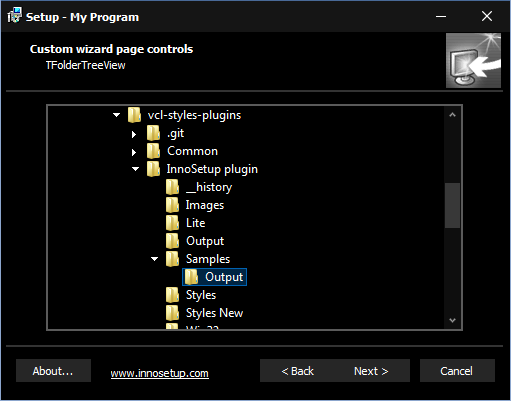 Setup - My Program
Custom wizard page controls
TFolderTreeView
vcl-styles-plugins
.git
Common
InnoSetup plugin
__history
Images
Lite
Output
Samples
Output
Styles
Styles New
About...
www.innosetup.com
< Back
Next >
Cancel